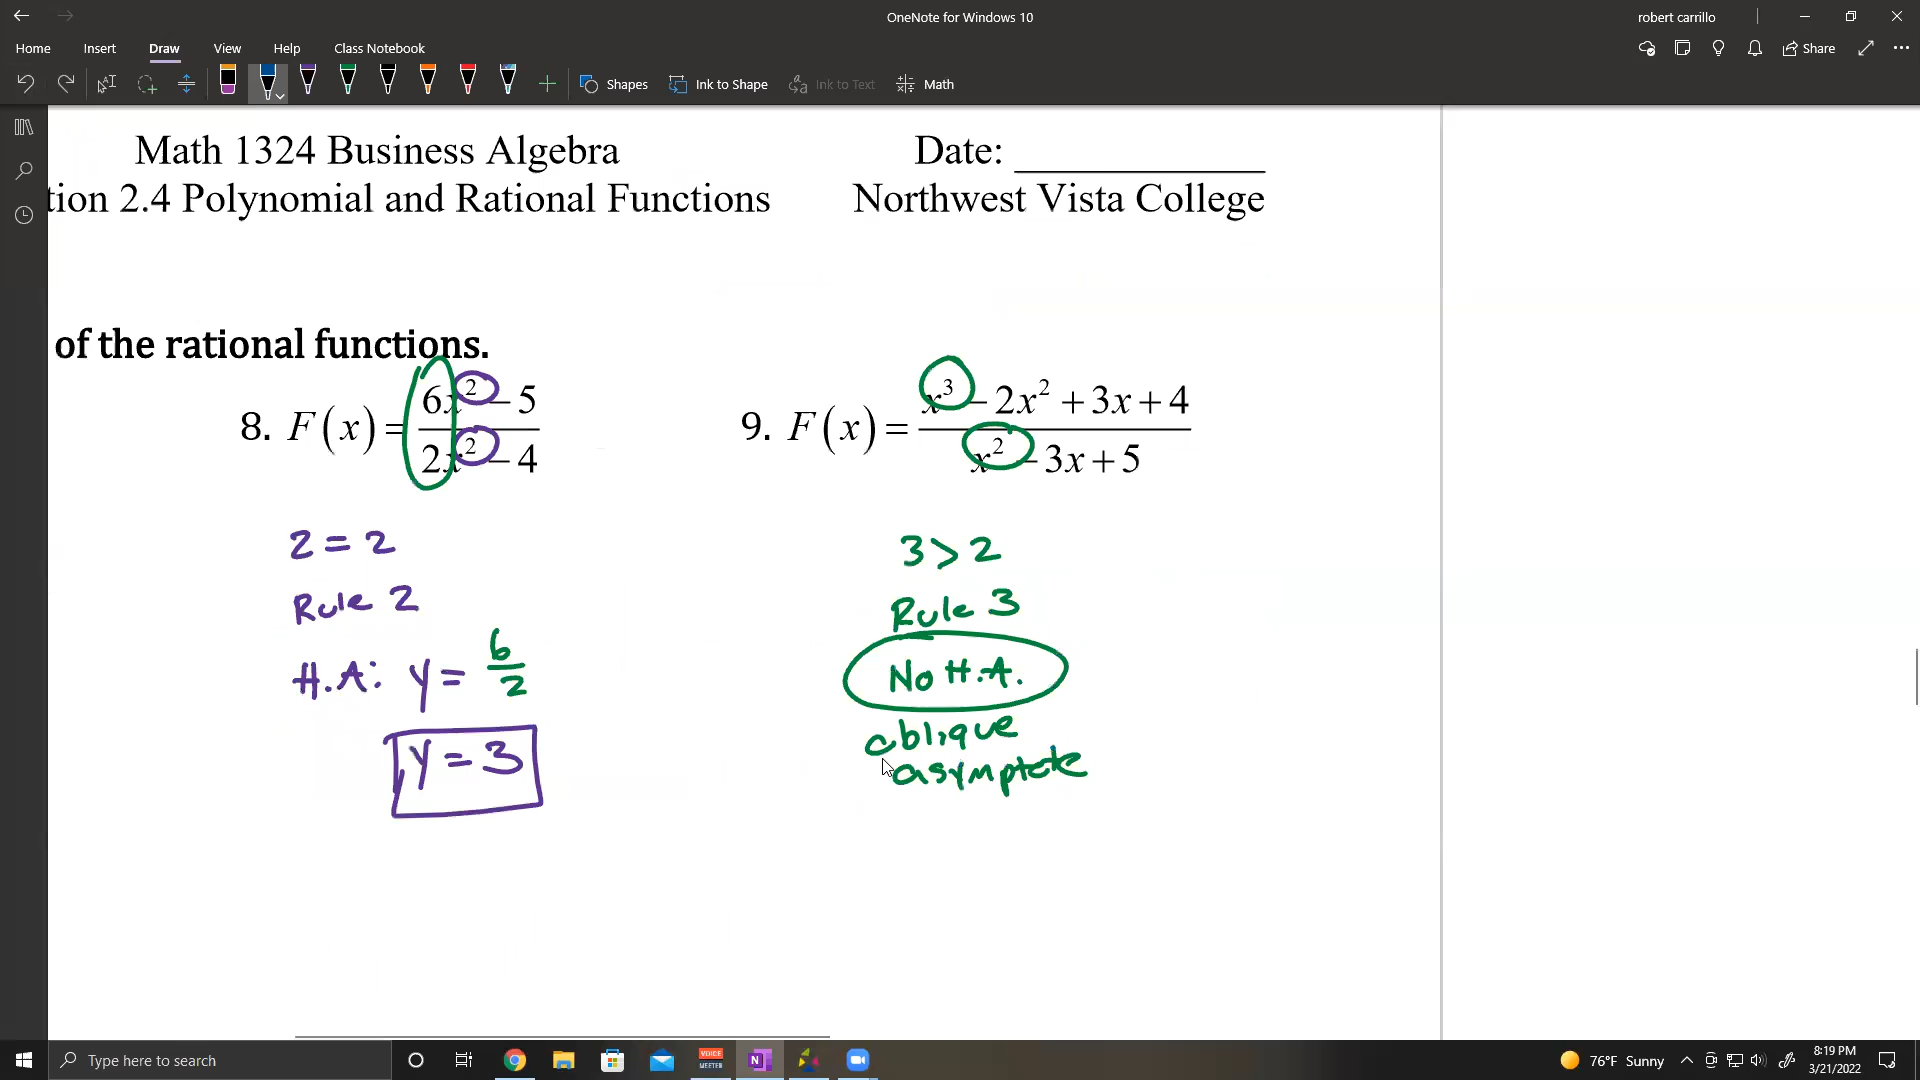 OneNote for Windows 10
robert carrillo
Home Insert Draw View Help Class Notebook
Share
Shapes Ink to Shape Ink to Text Math
Math 1324 Business Algebra
Date: ____________
tion 2.4 Polynomial and Rational Functions
Northwest Vista College
of the rational functions.
8. F(x) = (6x² − 5)/(2x² − 4)
2 = 2
Rule 2
H.A: y = 6/2
y = 3
9. F(x) = (x³ − 2x² + 3x + 4)/(x² − 3x + 5)
3 > 2
Rule 3
No H.A.
oblique
asymptote
Type here to search
VOICE
MEETER
N
76°F Sunny
8:19 PM
3/21/2022